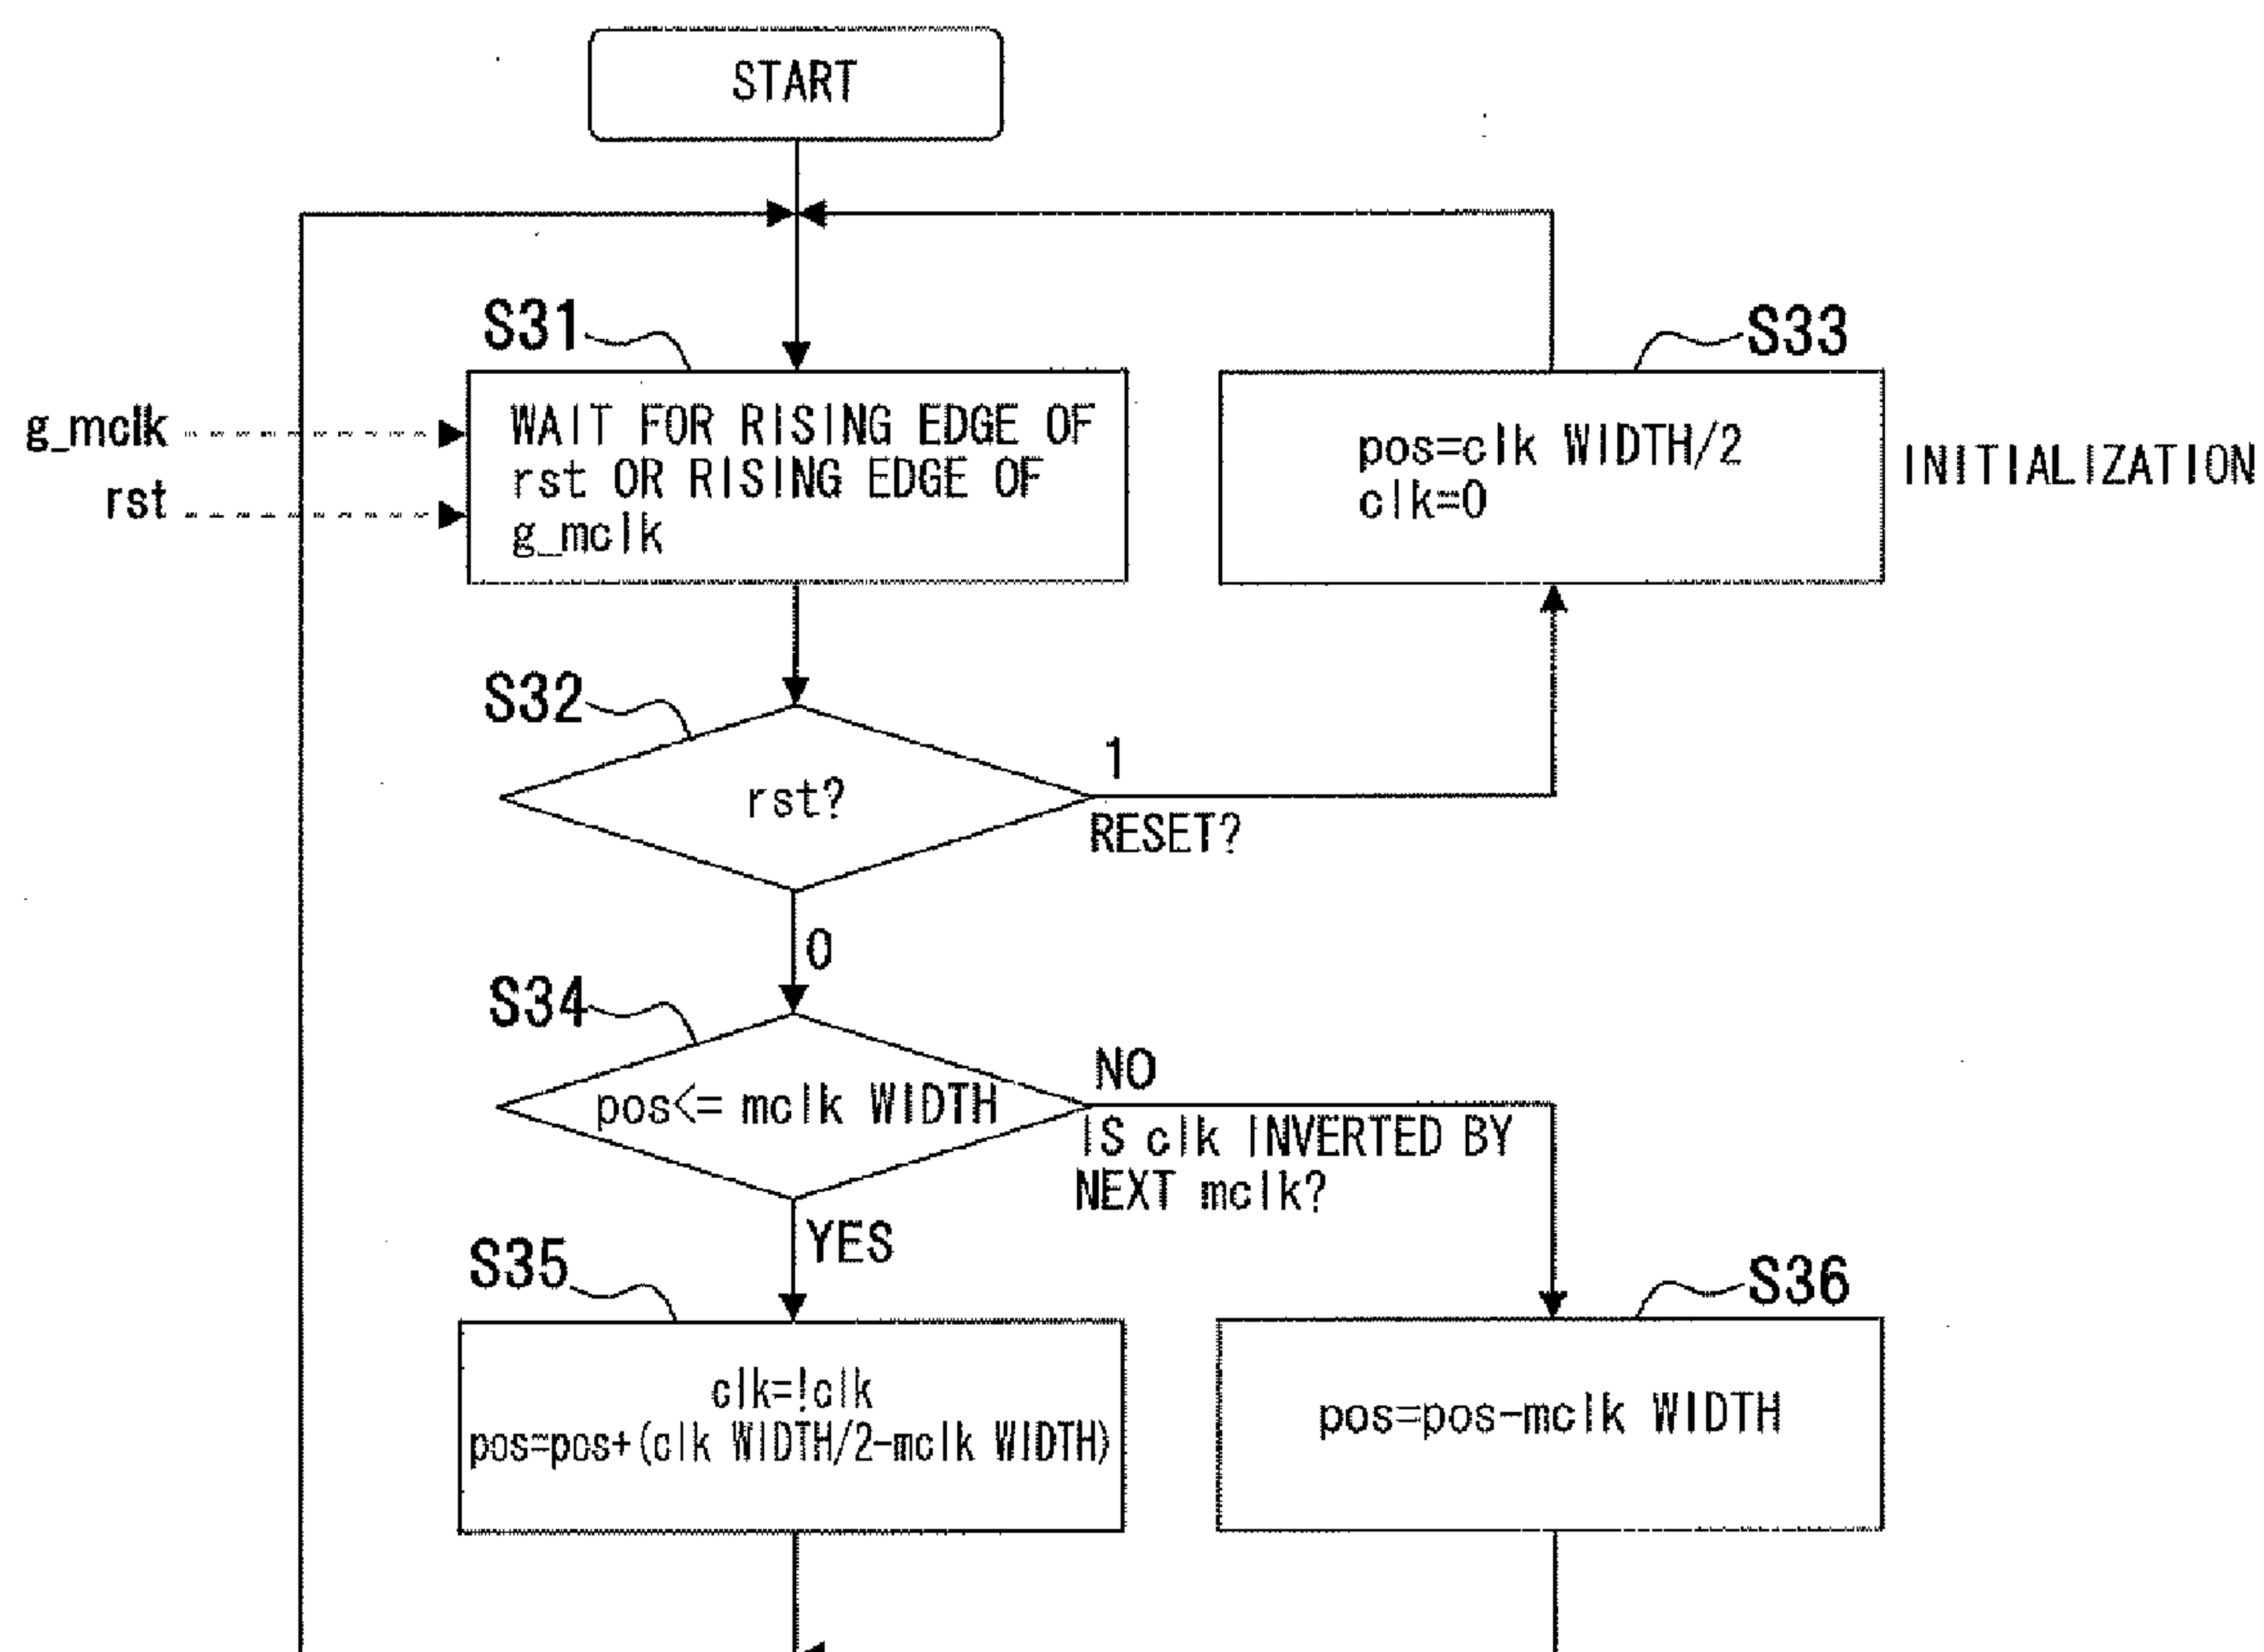 START
S31
S33
g_mclk
rst
WAIT FOR RISING EDGE OF
rst OR RISING EDGE OF
g_mclk
pos=clk WIDTH/2
clk=0
INITIALIZATION
S32
rst?
1
RESET?
0
S34
pos<= mclk WIDTH
NO
IS clk INVERTED BY
NEXT mclk?
YES
S35
S36
clk=!clk
pos=pos+(clk WIDTH/2-mclk WIDTH)
pos=pos-mclk WIDTH